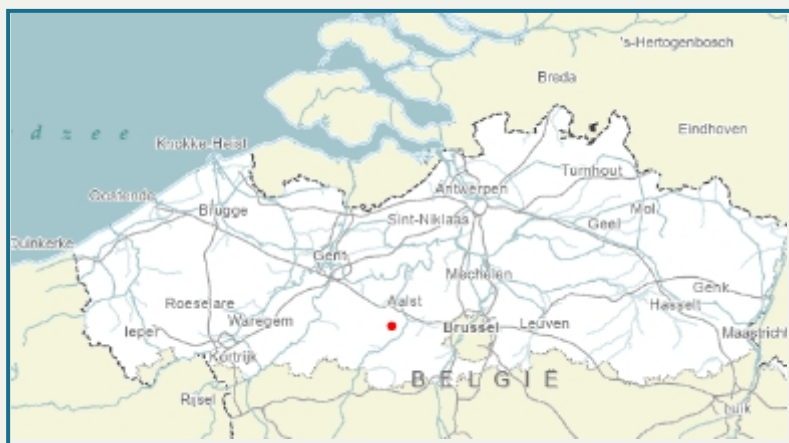 's-Hertogenbosch
Breda
d z e e
Eindhoven
Knokke-Heist
Turnhout
Antwerpen
Oostende
Brugge
Mol
Sint-Niklaas
Geel
Duinkerke
Gent
Mechelen
Genk
Roeselare
Aalst
Hasselt
Ieper
Waregem
Brussel
Leuven
Maastricht
Kortrijk
BELGIË
Rijsel
Luik